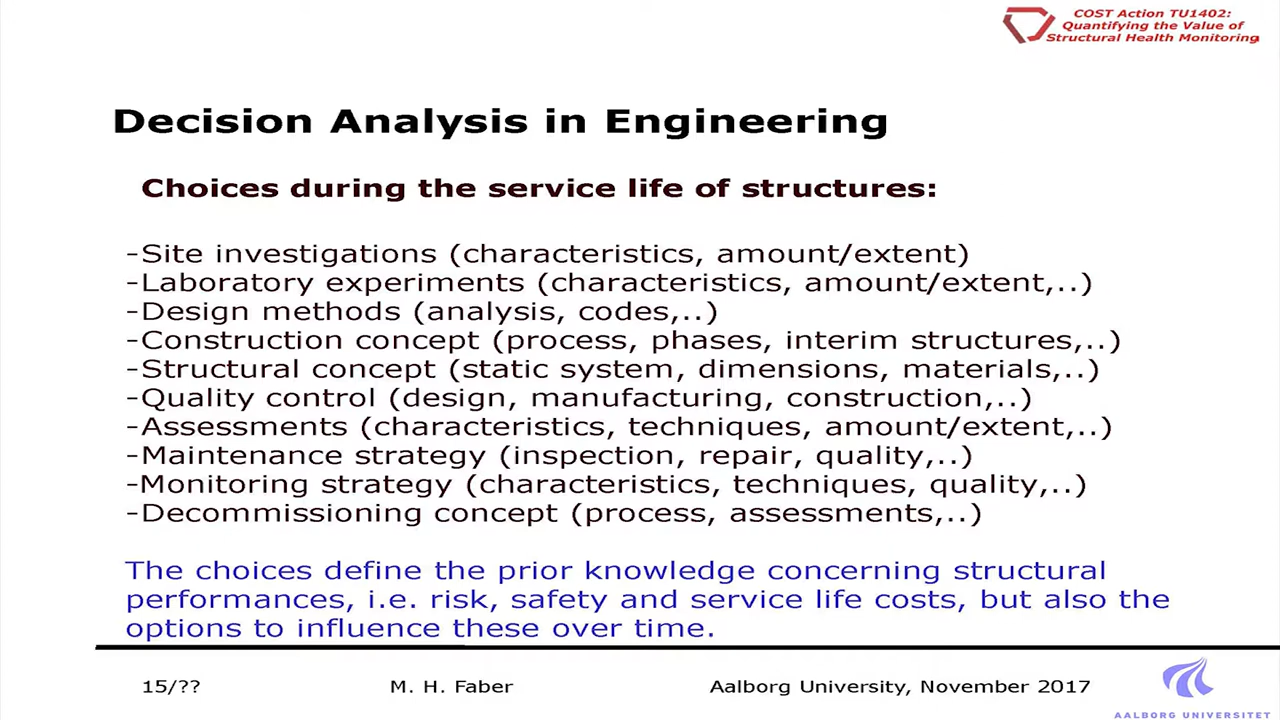 COST Action TU1402:
Quantifying the Value of
Structural Health Monitoring
Decision Analysis in Engineering
Choices during the service life of structures:
-Site investigations (characteristics, amount/extent)
-Laboratory experiments (characteristics, amount/extent,..)
-Design methods (analysis, codes,..)
-Construction concept (process, phases, interim structures,..)
-Structural concept (static system, dimensions, materials,..)
-Quality control (design, manufacturing, construction,..)
-Assessments (characteristics, techniques, amount/extent,..)
-Maintenance strategy (inspection, repair, quality,..)
-Monitoring strategy (characteristics, techniques, quality,..)
-Decommissioning concept (process, assessments,..)
The choices define the prior knowledge concerning structural
performances, i.e. risk, safety and service life costs, but also the
options to influence these over time.
15/?? M. H. Faber Aalborg University, November 2017
AALBORG UNIVERSITET